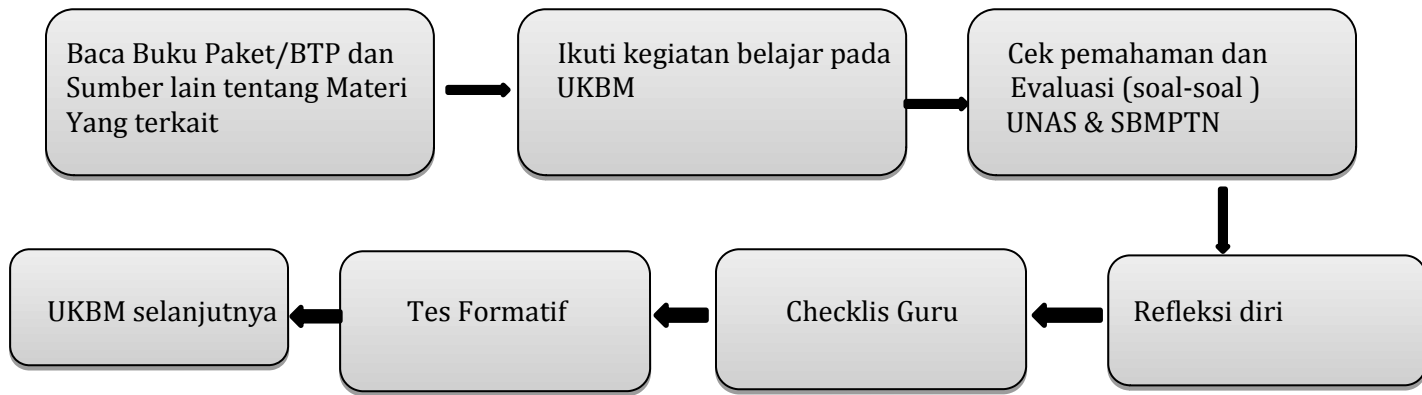 Baca Buku Paket/BTP dan
Sumber lain tentang Materi
Yang terkait
Ikuti kegiatan belajar pada
UKBM
Cek pemahaman dan
Evaluasi (soal-soal )
UNAS & SBMPTN
Refleksi diri
Checklis Guru
Tes Formatif
UKBM selanjutnya